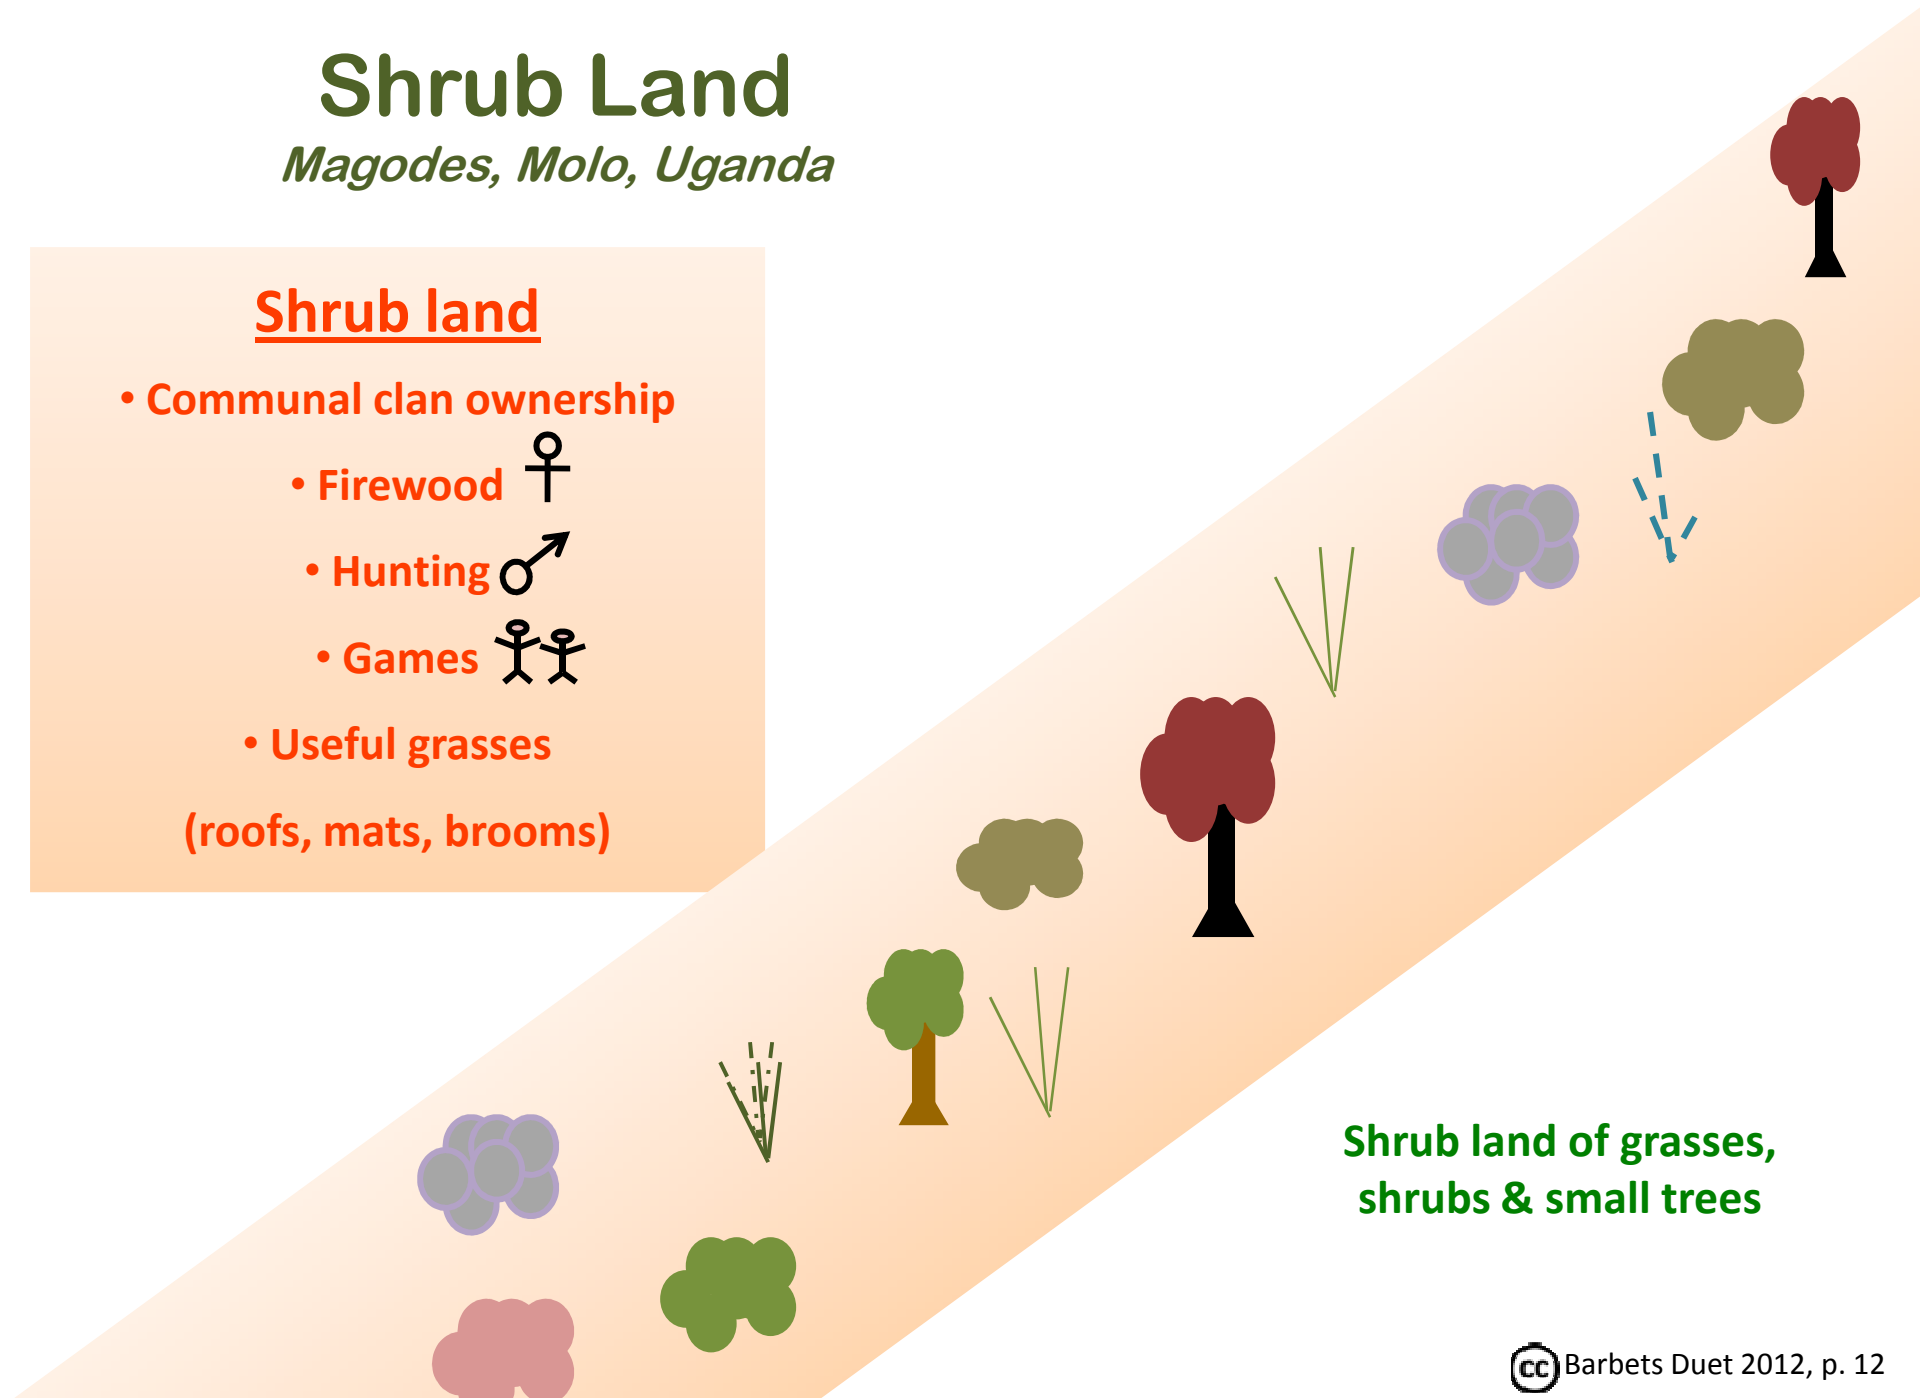 Shrub Land
Magodes, Molo, Uganda
Shrub land
• Communal clan ownership
• Firewood
• Hunting
• Games
• Useful grasses
(roofs, mats, brooms)
Shrub land of grasses,
shrubs & small trees
cc Barbets Duet 2012, p. 12